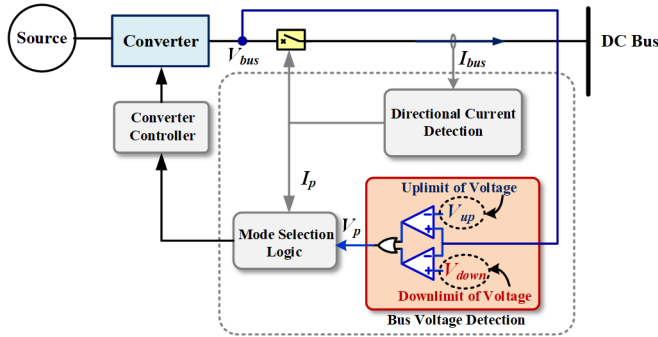 Source
Converter
V_bus
I_bus
DC Bus
Converter
Controller
Directional Current
Detection
I_p
Mode Selection
Logic
V_p
Uplimit of Voltage
V_up
V_down
Downlimit of Voltage
Bus Voltage Detection